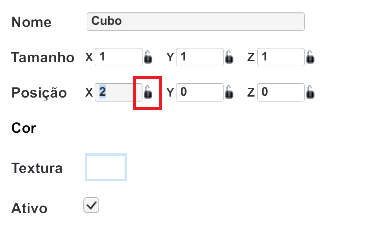 Nome Cubo
Tamanho X 1 Y 1 Z 1
Posição X 2 Y 0 Z 0
Cor
Textura
Ativo